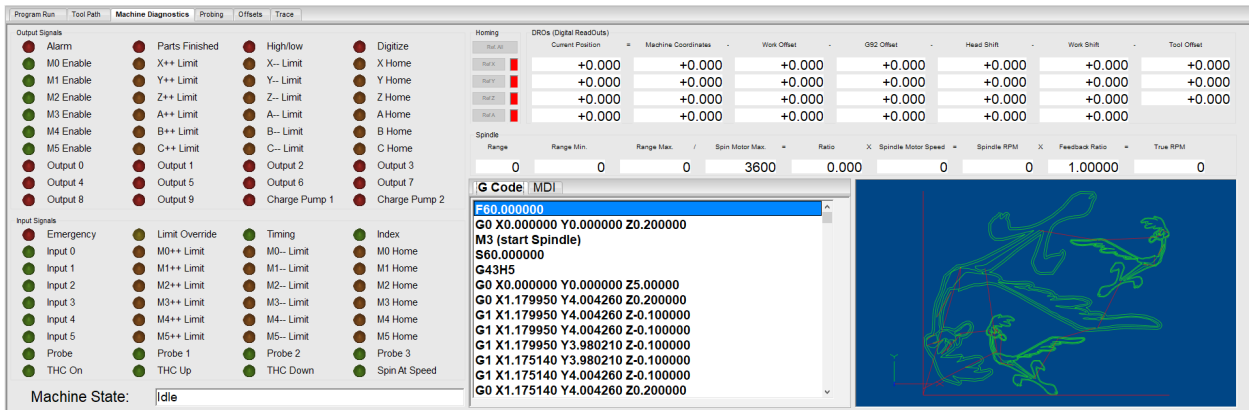 Program Run Tool Path Machine Diagnostics Probing Offsets Trace
Output Signals
Alarm Parts Finished High/low Digitize
M0 Enable X++ Limit X-- Limit X Home
M1 Enable Y++ Limit Y-- Limit Y Home
M2 Enable Z++ Limit Z-- Limit Z Home
M3 Enable A++ Limit A-- Limit A Home
M4 Enable B++ Limit B-- Limit B Home
M5 Enable C++ Limit C-- Limit C Home
Output 0 Output 1 Output 2 Output 3
Output 4 Output 5 Output 6 Output 7
Output 8 Output 9 Charge Pump 1 Charge Pump 2
Input Signals
Emergency Limit Override Timing Index
Input 0 M0++ Limit M0-- Limit M0 Home
Input 1 M1++ Limit M1-- Limit M1 Home
Input 2 M2++ Limit M2-- Limit M2 Home
Input 3 M3++ Limit M3-- Limit M3 Home
Input 4 M4++ Limit M4-- Limit M4 Home
Input 5 M5++ Limit M5-- Limit M5 Home
Probe Probe 1 Probe 2 Probe 3
THC On THC Up THC Down Spin At Speed
Machine State: Idle
Homing
Ref. All
Ref X
Ref Y
Ref Z
Ref A
DROs (Digital ReadOuts)
Current Position = Machine Coordinates - Work Offset - G92 Offset - Head Shift - Work Shift - Tool Offset
+0.000 +0.000 +0.000 +0.000 +0.000 +0.000 +0.000
+0.000 +0.000 +0.000 +0.000 +0.000 +0.000 +0.000
+0.000 +0.000 +0.000 +0.000 +0.000 +0.000 +0.000
+0.000 +0.000 +0.000 +0.000 +0.000 +0.000
Spindle
Range Range Min. Range Max. / Spin Motor Max. = Ratio X Spindle Motor Speed = Spindle RPM X Feedback Ratio = True RPM
0 0 0 3600 0.000 0 0 1.00000 0
G Code MDI
F60.000000
G0 X0.000000 Y0.000000 Z0.200000
M3 (start Spindle)
S60.000000
G43H5
G0 X0.000000 Y0.000000 Z5.00000
G0 X1.179950 Y4.004260 Z0.200000
G1 X1.179950 Y4.004260 Z-0.100000
G1 X1.179950 Y4.004260 Z-0.100000
G1 X1.179950 Y3.980210 Z-0.100000
G1 X1.175140 Y3.980210 Z-0.100000
G1 X1.175140 Y4.004260 Z-0.100000
G0 X1.175140 Y4.004260 Z0.200000